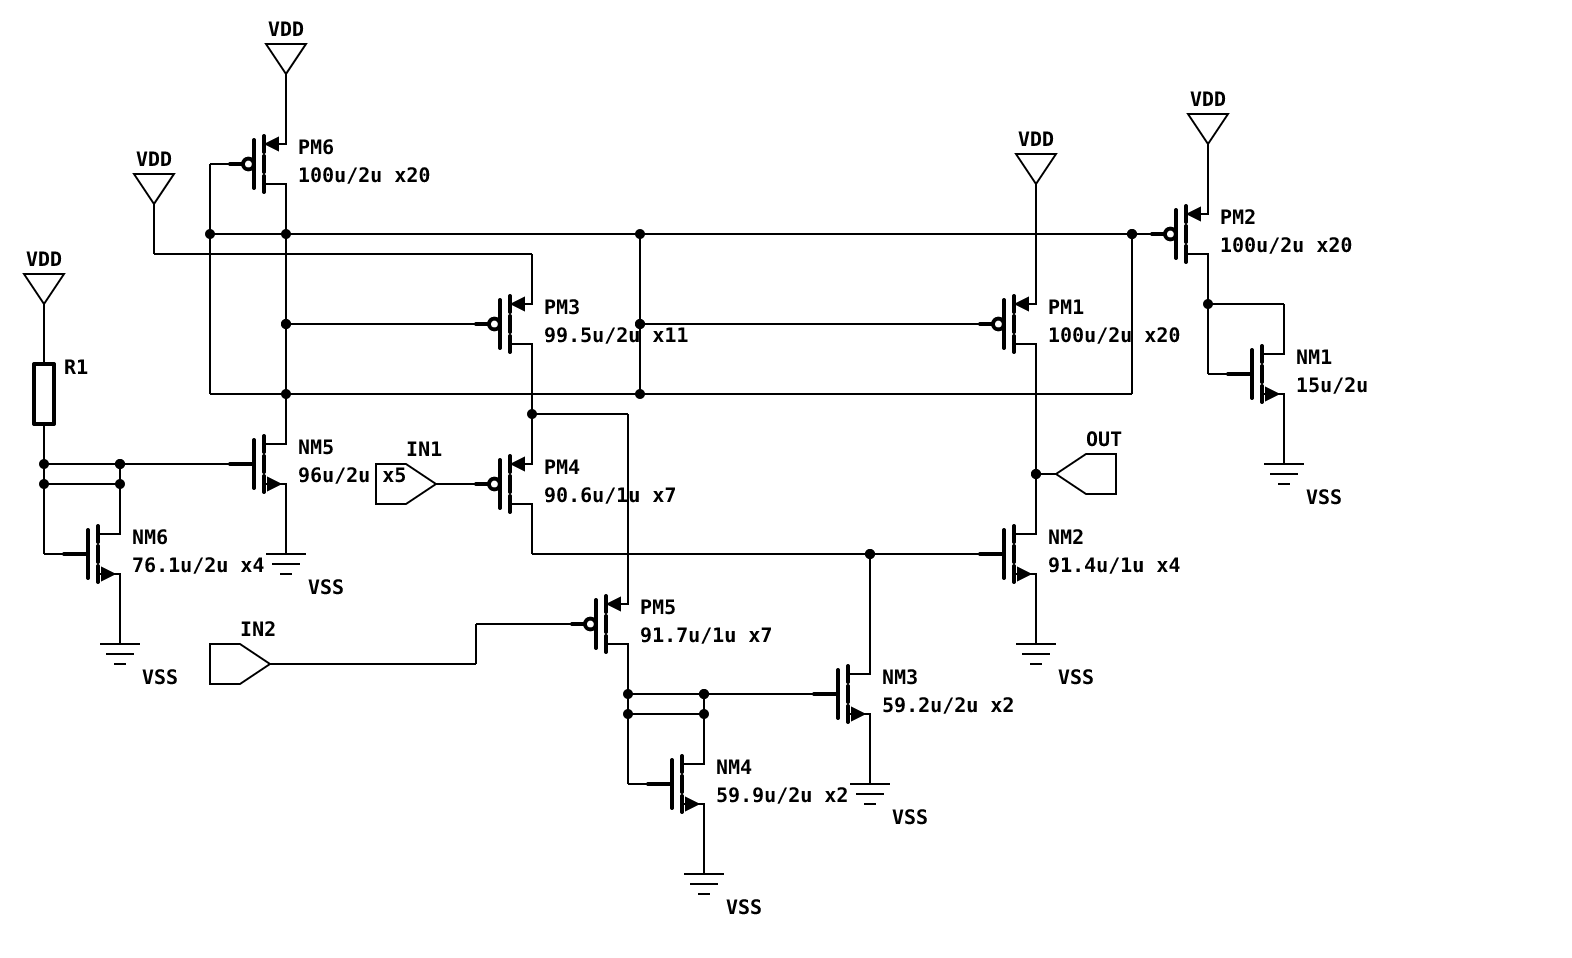 VDD
VDD
VDD
PM6
100u/2u x20
VDD
VDD
PM2
100u/2u x20
VDD
PM3
99.5u/2u x11
PM1
100u/2u x20
R1
NM1
15u/2u
NM5
96u/2u x5
IN1
PM4
90.6u/1u x7
OUT
VSS
NM6
76.1u/2u x4
VSS
NM2
91.4u/1u x4
IN2
PM5
91.7u/1u x7
VSS
VSS
NM3
59.2u/2u x2
NM4
59.9u/2u x2
VSS
VSS